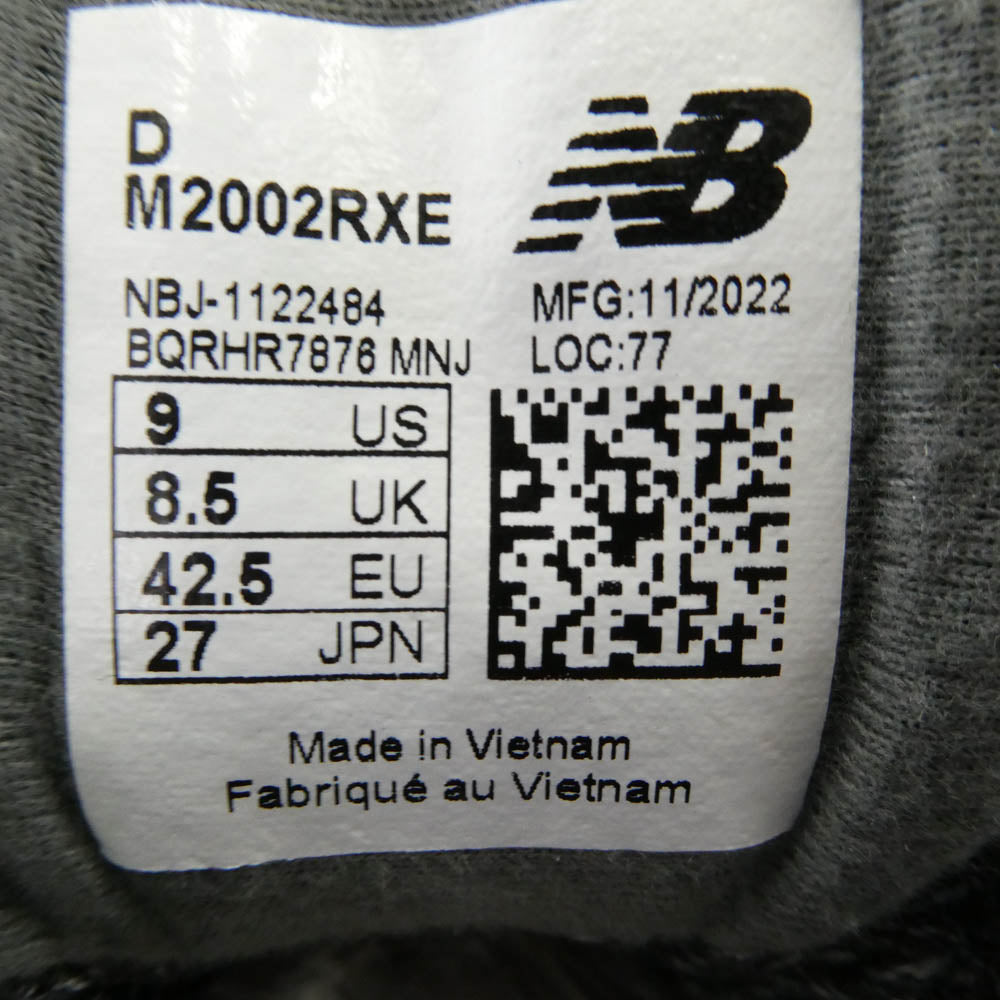 D
M2002RXE
NB
NBJ-1122484
BQRHR7876 MNJ
MFG:11/2022
LOC:77
9 US
8.5 UK
42.5 EU
27 JPN
Made in Vietnam
Fabriqué au Vietnam